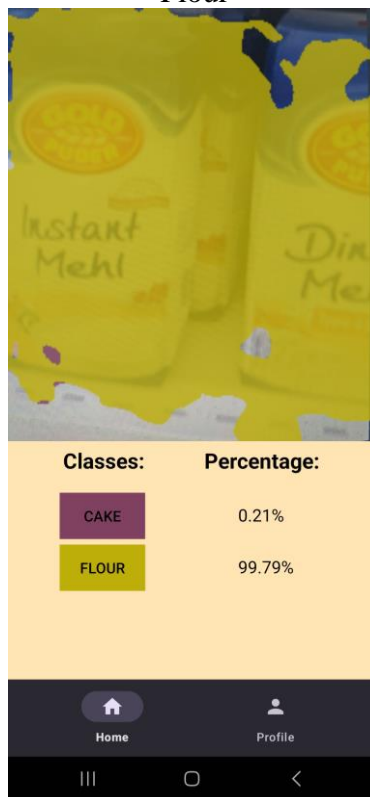 Flour
GOLD
PUDER
Instant
Mehl
GOLD
PUDER
Din
Me
Classes: Percentage:
CAKE 0.21%
FLOUR 99.79%
Home Profile